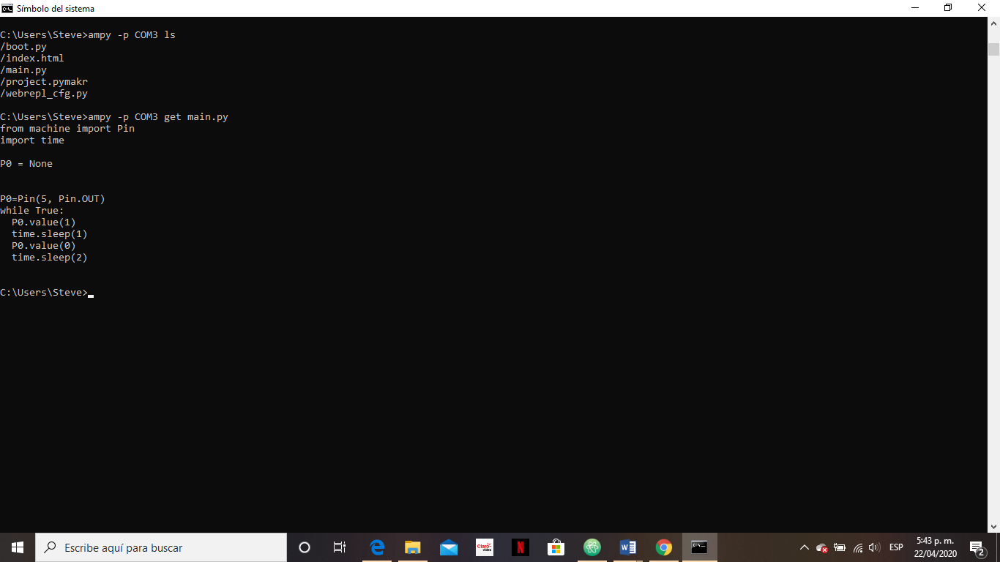 Símbolo del sistema
C:\Users\Steve>ampy -p COM3 ls
/boot.py
/index.html
/main.py
/project.pymakr
/webrepl_cfg.py
C:\Users\Steve>ampy -p COM3 get main.py
from machine import Pin
import time
P0 = None
P0=Pin(5, Pin.OUT)
while True:
  P0.value(1)
  time.sleep(1)
  P0.value(0)
  time.sleep(2)
C:\Users\Steve>
Escribe aquí para buscar
Claro-
video
N
W
ESP
5:43 p. m.
22/04/2020
2